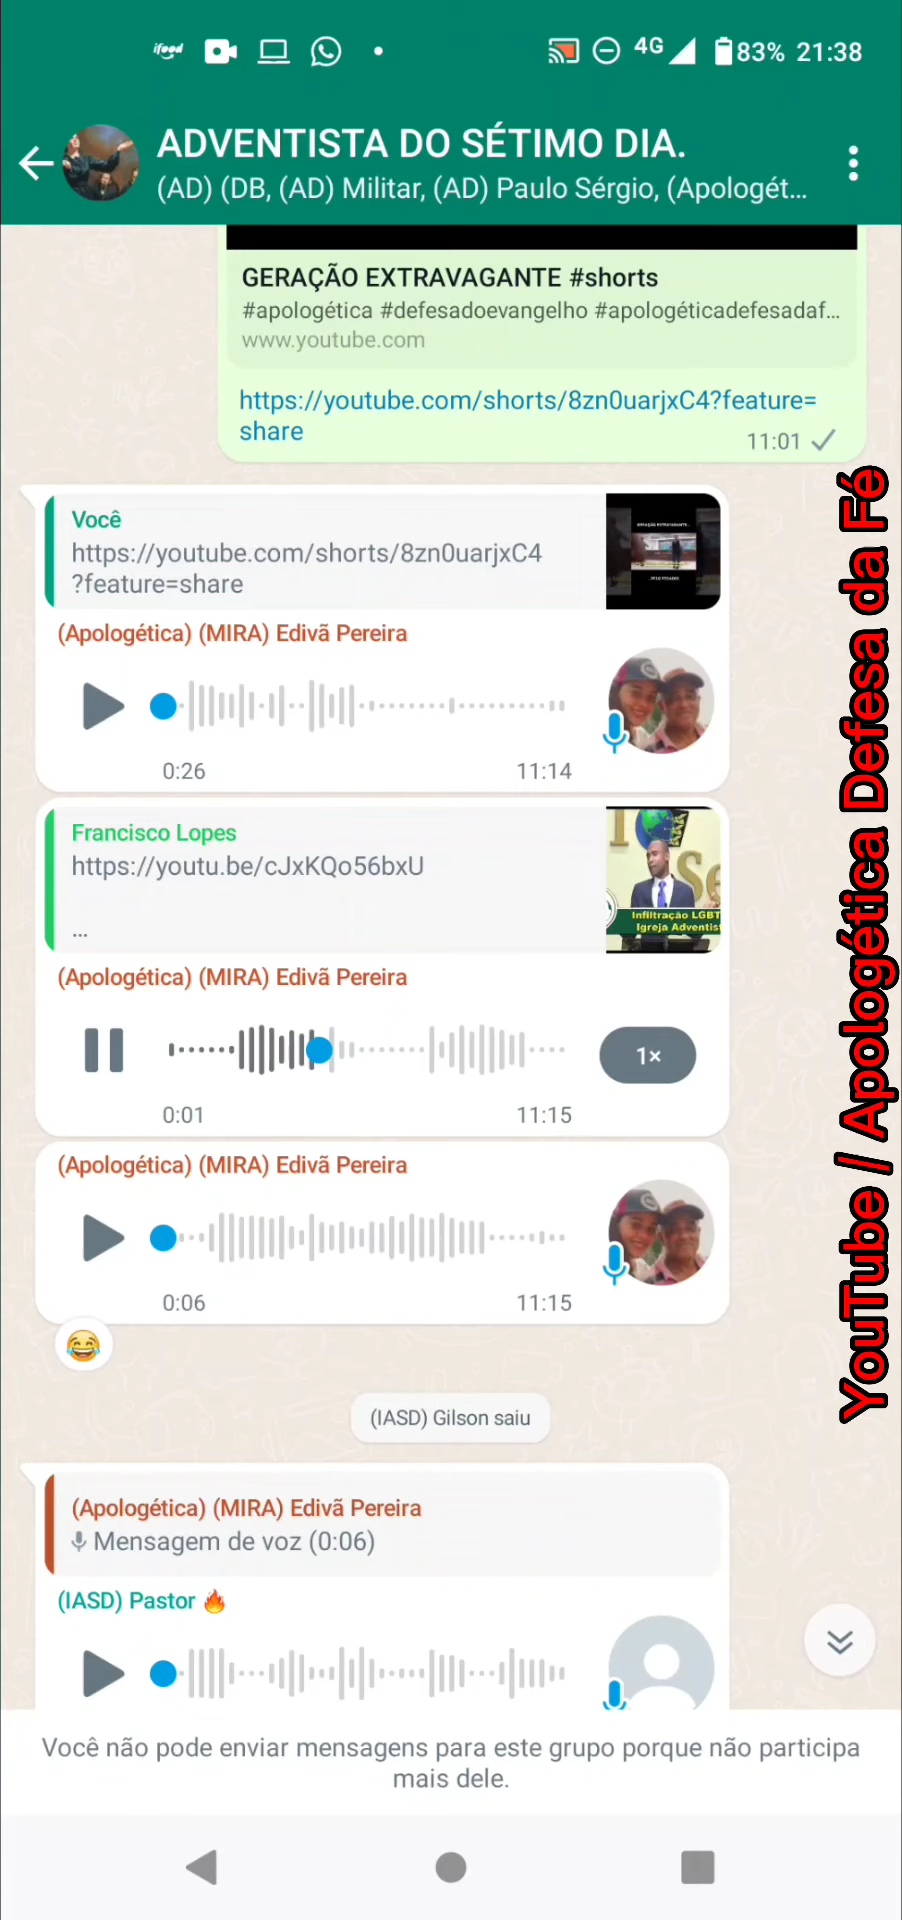 ifood
4G
83% 21:38
ADVENTISTA DO SÉTIMO DIA.
(AD) (DB, (AD) Militar, (AD) Paulo Sérgio, (Apologét...
GERAÇÃO EXTRAVAGANTE #shorts
#apologética #defesadoevangelho #apologéticadefesadaf...
www.youtube.com
https://youtube.com/shorts/8zn0uarjxC4?feature=
share
11:01
Você
https://youtube.com/shorts/8zn0uarjxC4
?feature=share
GERAÇÃO EXTRAVAGANTE
(Apologética) (MIRA) Edivã Pereira
0:26 11:14
Francisco Lopes
https://youtu.be/cJxKQo56bxU
...
Infiltração LGBT
Igreja Adventis
(Apologética) (MIRA) Edivã Pereira
1×
0:01 11:15
(Apologética) (MIRA) Edivã Pereira
0:06 11:15
(IASD) Gilson saiu
(Apologética) (MIRA) Edivã Pereira
Mensagem de voz (0:06)
(IASD) Pastor 🔥
Você não pode enviar mensagens para este grupo porque não participa
mais dele.
YouTube / Apologética Defesa da Fé